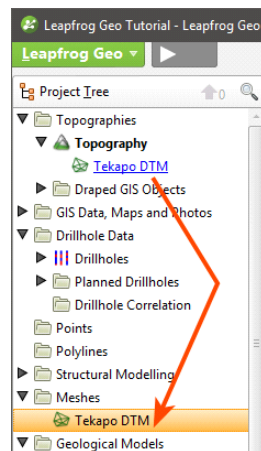 Leapfrog Geo Tutorial - Leapfrog Geo
Leapfrog Geo
Project Tree
0
Topographies
Topography
Tekapo DTM
Draped GIS Objects
GIS Data, Maps and Photos
Drillhole Data
Drillholes
Planned Drillholes
Drillhole Correlation
Points
Polylines
Structural Modelling
Meshes
Tekapo DTM
Geological Models